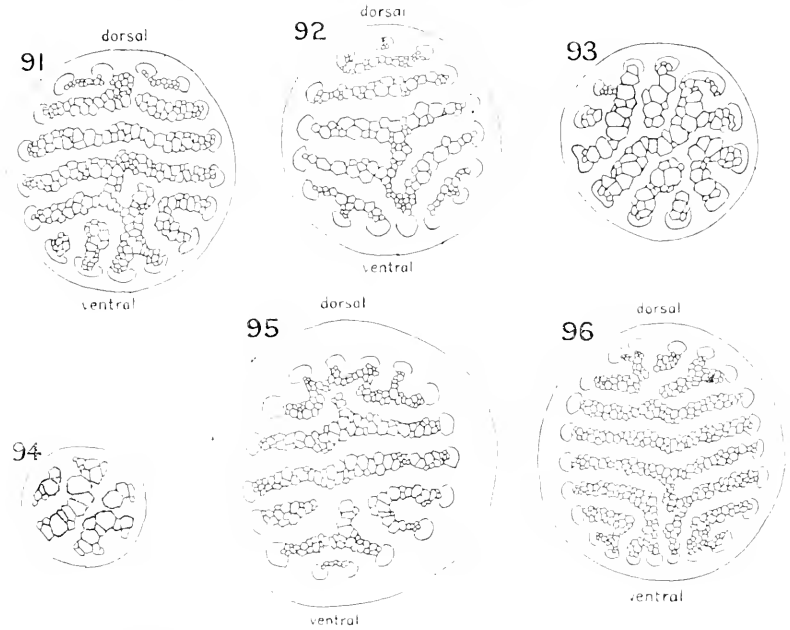 91
dorsal
ventral
92
dorsal
ventral
93
94
95
dorsal
ventral
96
dorsal
ventral